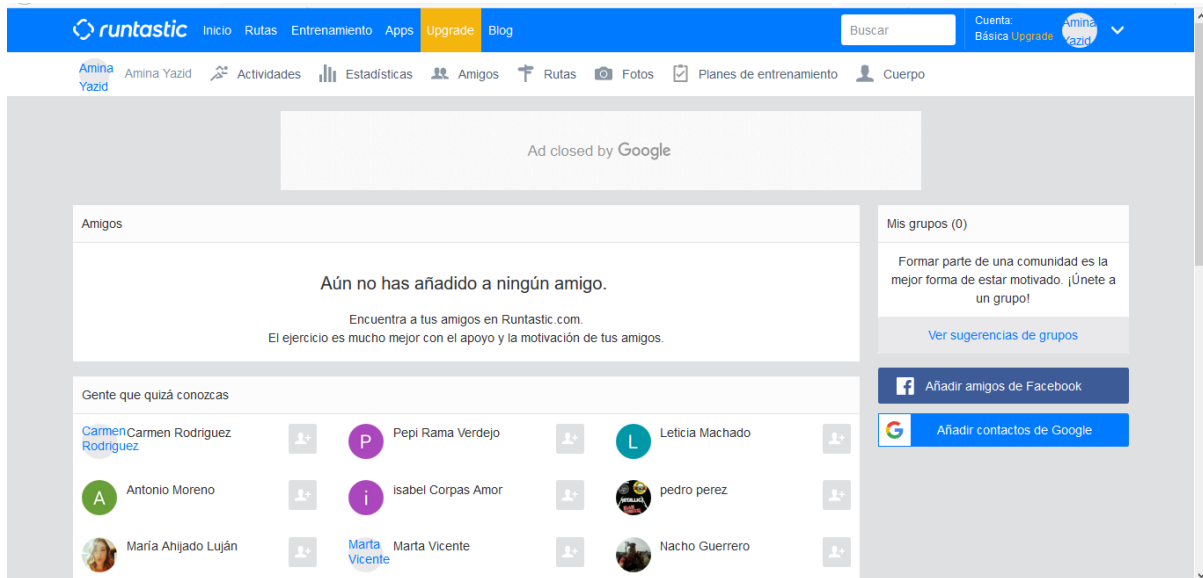 runtastic Inicio Rutas Entrenamiento Apps Upgrade Blog Buscar Cuenta: Básica Upgrade Amina Yazid
Amina Yazid Amina Yazid Actividades Estadísticas Amigos Rutas Fotos Planes de entrenamiento Cuerpo
Ad closed by Google
Amigos
Aún no has añadido a ningún amigo.
Encuentra a tus amigos en Runtastic.com.
El ejercicio es mucho mejor con el apoyo y la motivación de tus amigos.
Mis grupos (0)
Formar parte de una comunidad es la
mejor forma de estar motivado. ¡Únete a
un grupo!
Ver sugerencias de grupos
f Añadir amigos de Facebook
G Añadir contactos de Google
Gente que quizá conozcas
Carmen Rodriguez Carmen Rodriguez P Pepi Rama Verdejo L Leticia Machado
A Antonio Moreno i isabel Corpas Amor pedro perez
María Ahijado Luján Marta Vicente Marta Vicente Nacho Guerrero